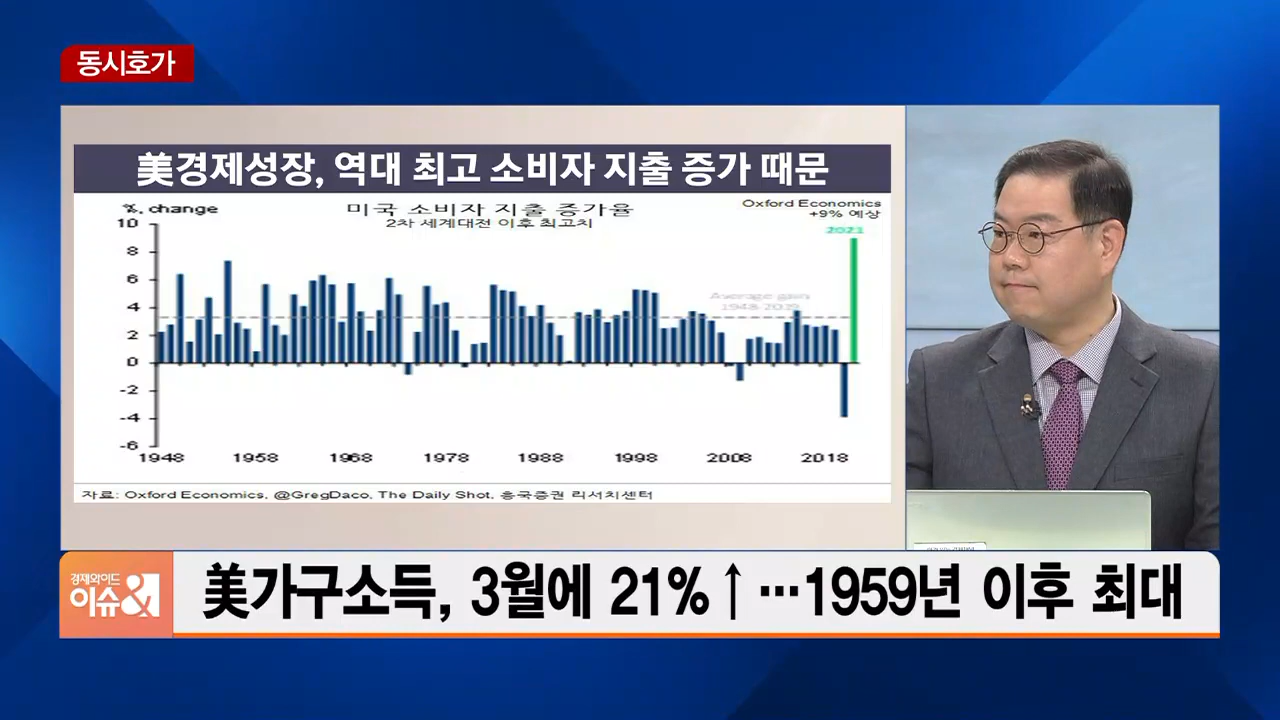 동시호가
美경제성장, 역대 최고 소비자 지출 증가 때문
%, change
미국 소비자 지출 증가율
2차 세계대전 이후 최고치
Oxford Economics
+9% 예상
2021
10
8
6
4
2
0
-2
-4
-6
Average gain
1948-2019
1948 1958 1968 1978 1988 1998 2008 2018
자료: Oxford Economics, @GregDaco, The Daily Shot, 흥국증권 리서치센터
경제와이드
이슈&
美가구소득, 3월에 21%↑…1959년 이후 최대